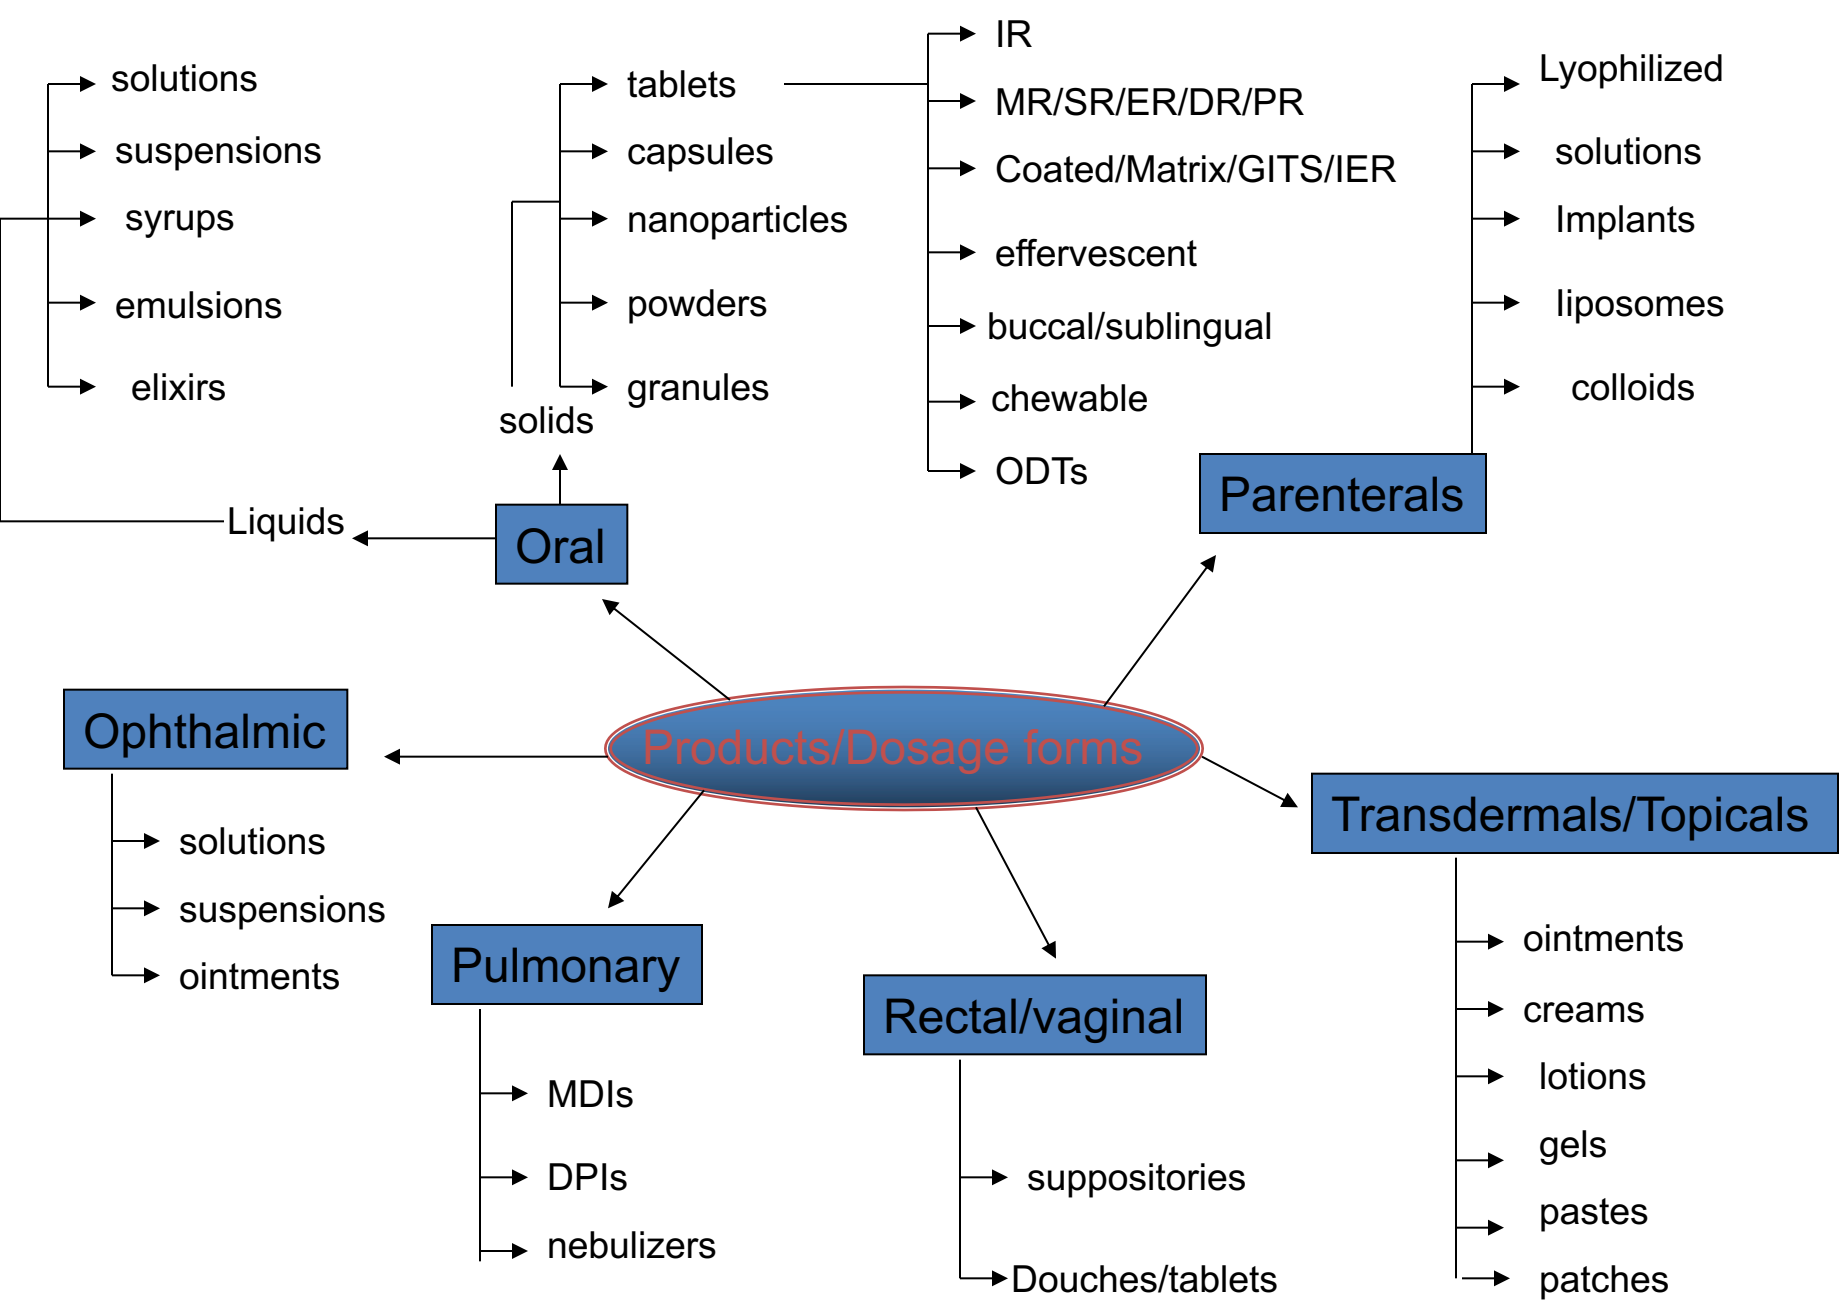 solutions
suspensions
syrups
emulsions
elixirs
Liquids
solids
tablets
capsules
nanoparticles
powders
granules
IR
MR/SR/ER/DR/PR
Coated/Matrix/GITS/IER
effervescent
buccal/sublingual
chewable
ODTs
Lyophilized
solutions
Implants
liposomes
colloids
Parenterals
Oral
Products/Dosage forms
Ophthalmic
solutions
suspensions
ointments
Pulmonary
MDIs
DPIs
nebulizers
Rectal/vaginal
suppositories
Douches/tablets
Transdermals/Topicals
ointments
creams
lotions
gels
pastes
patches